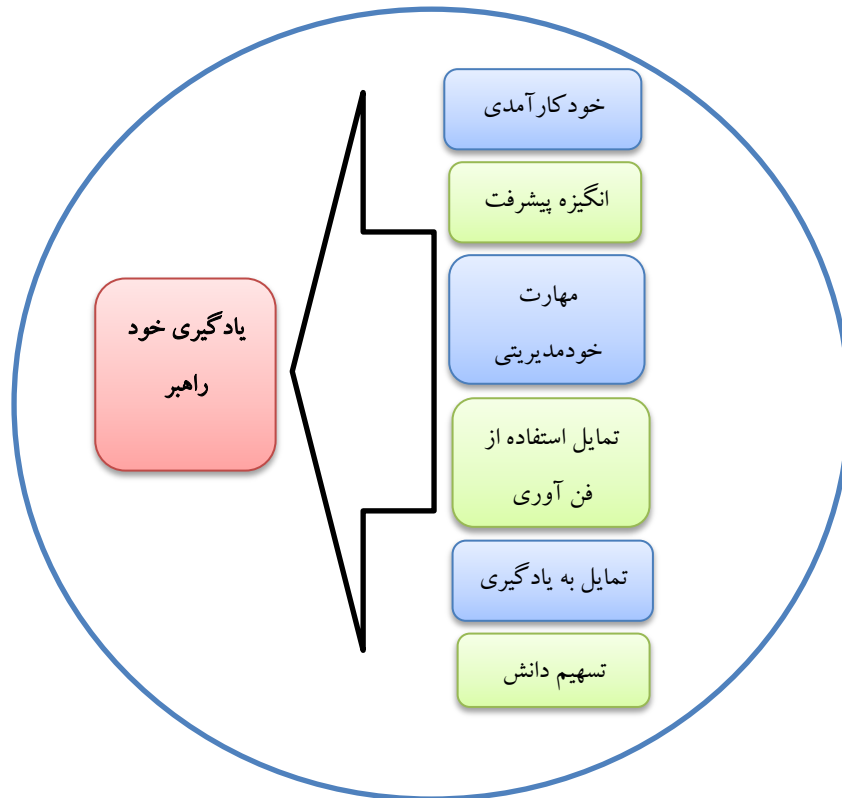 خودکارآمدی
انگیزه پیشرفت
مهارت
خودمدیریتی
تمایل استفاده از
فن آوری
تمایل به یادگیری
تسهیم دانش
یادگیری خود
راهبر